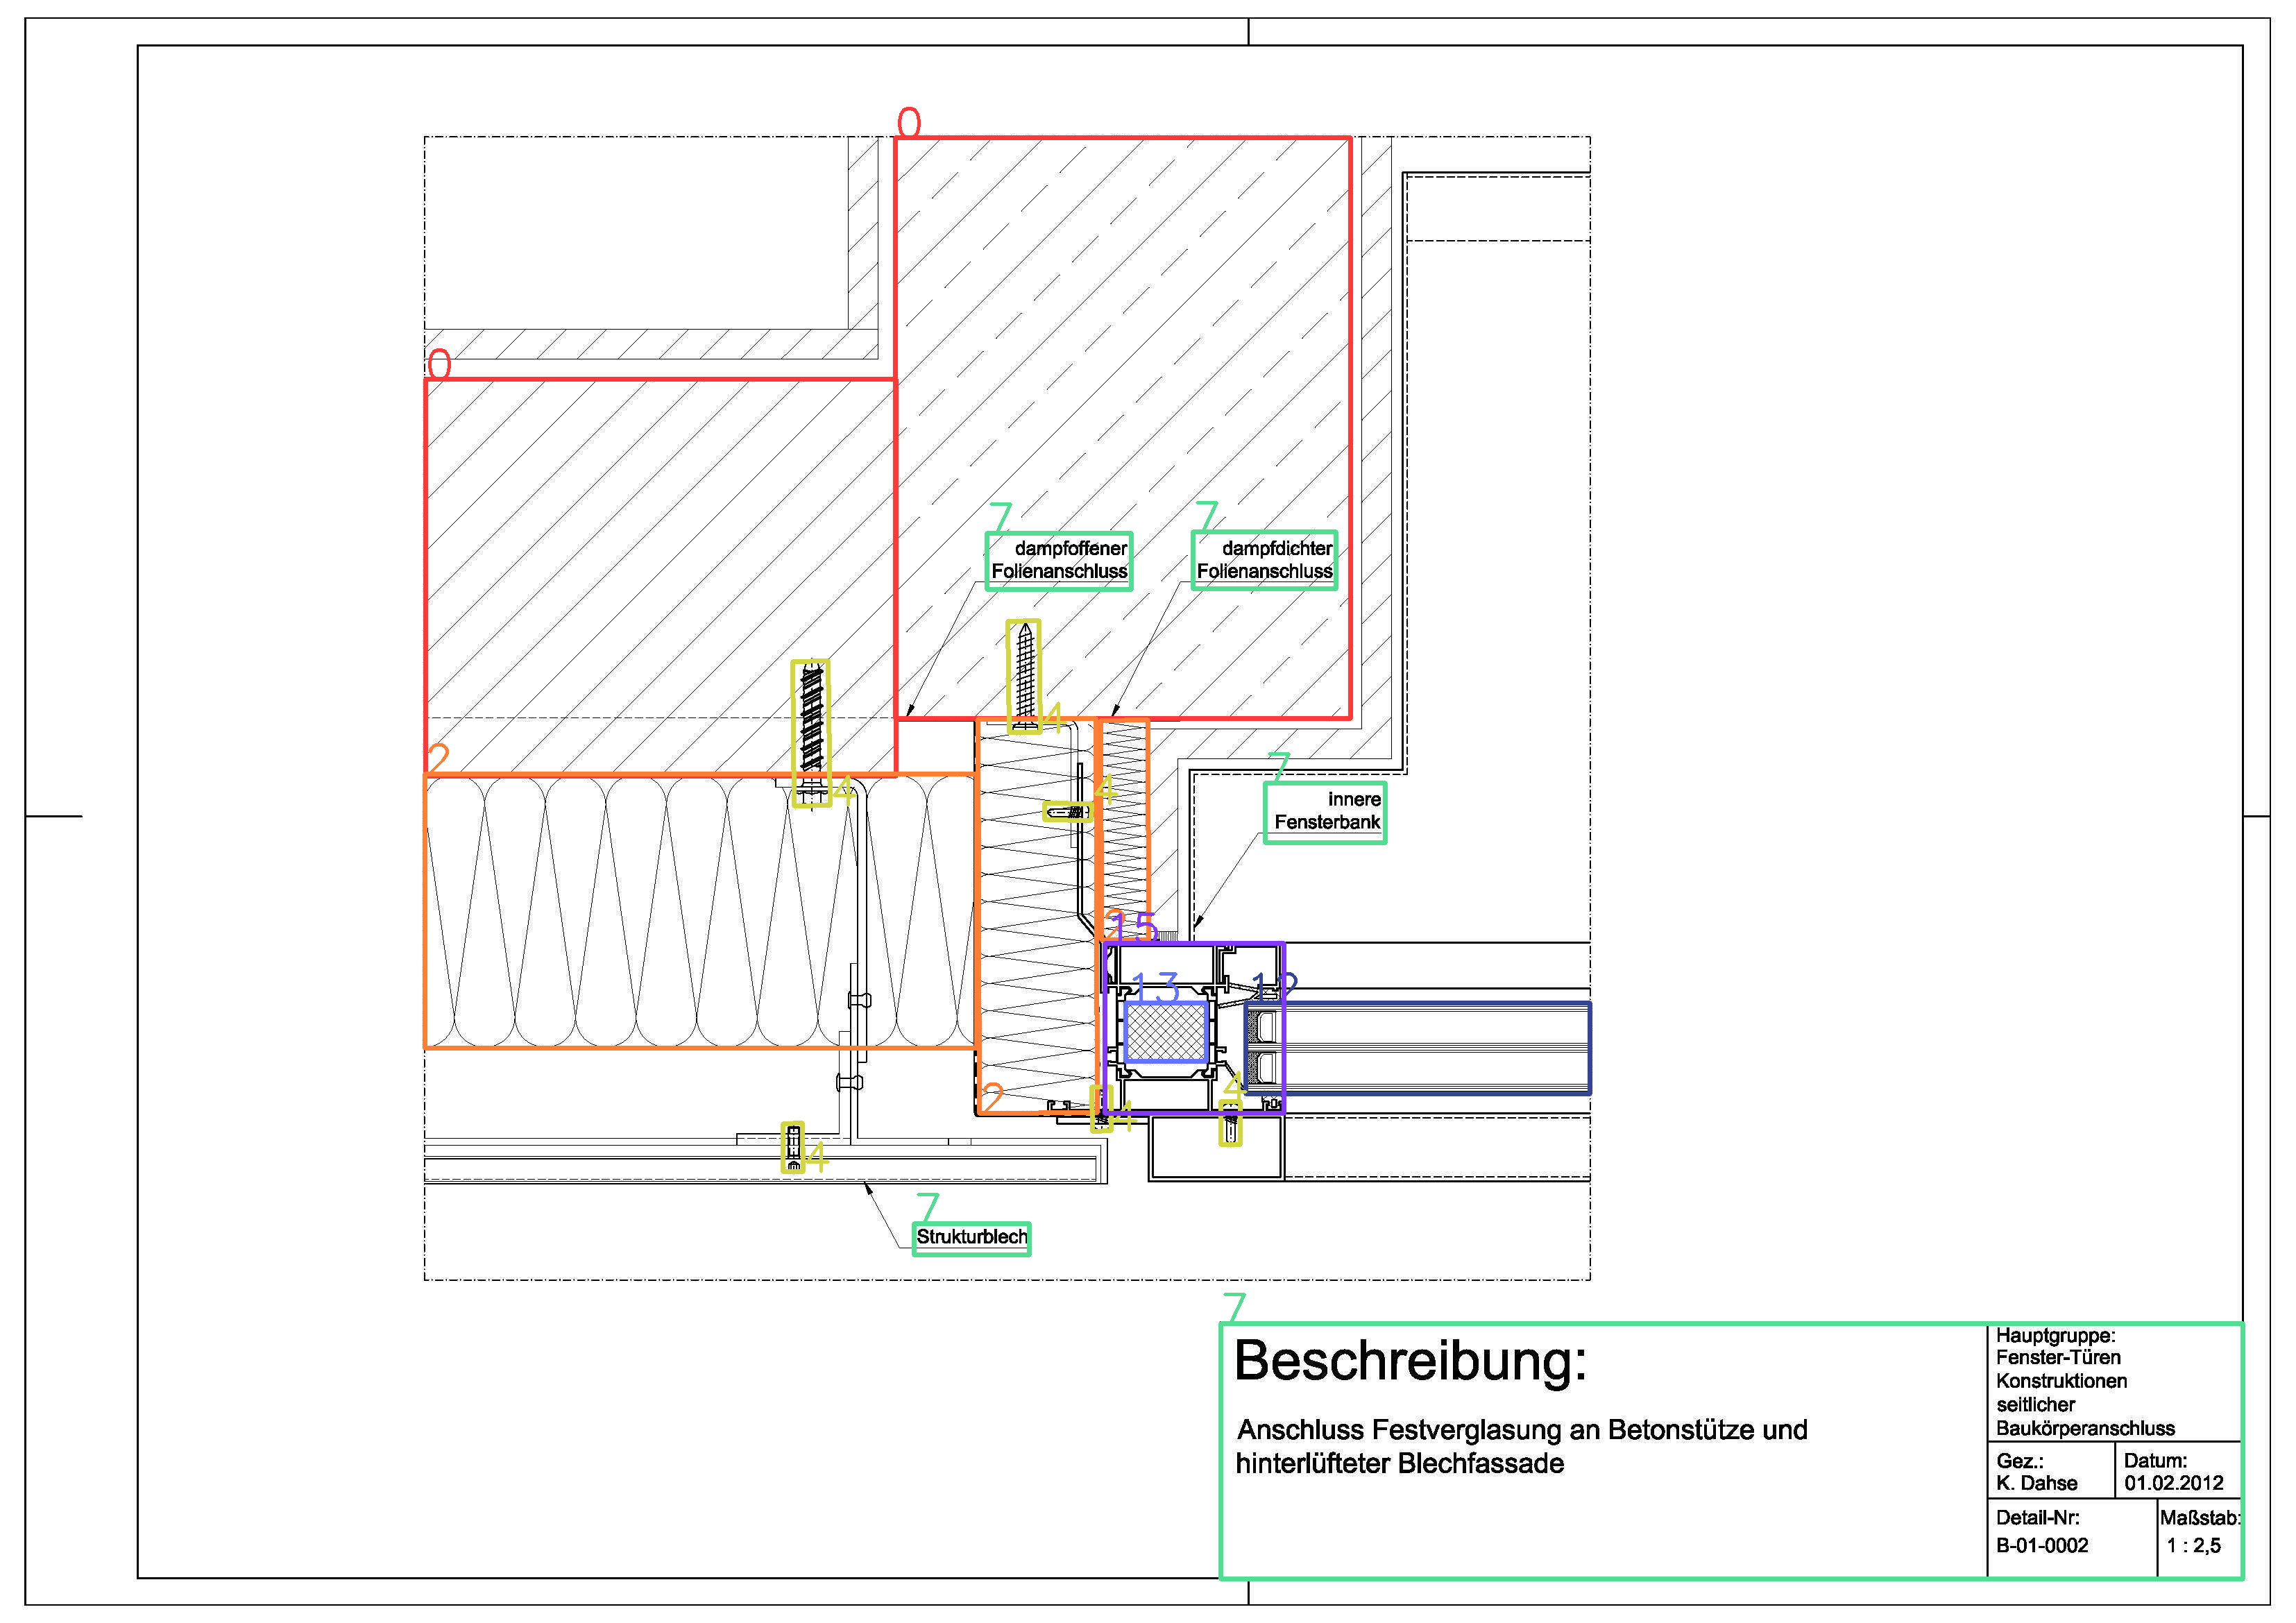 0
0
7
7
dampfoffener
Folienanschluss
dampfdichter
Folienanschluss
4
2
4
4
7
innere
Fensterbank
2
15
13
12
2
4
4
4
7
Strukturblech
7
Beschreibung:
Anschluss Festverglasung an Betonstütze und
hinterlüfteter Blechfassade
Hauptgruppe:
Fenster-Türen
Konstruktionen
seitlicher
Baukörperanschluss
Gez.:
K. Dahse
Datum:
01.02.2012
Detail-Nr:
B-01-0002
Maßstab:
1 : 2,5